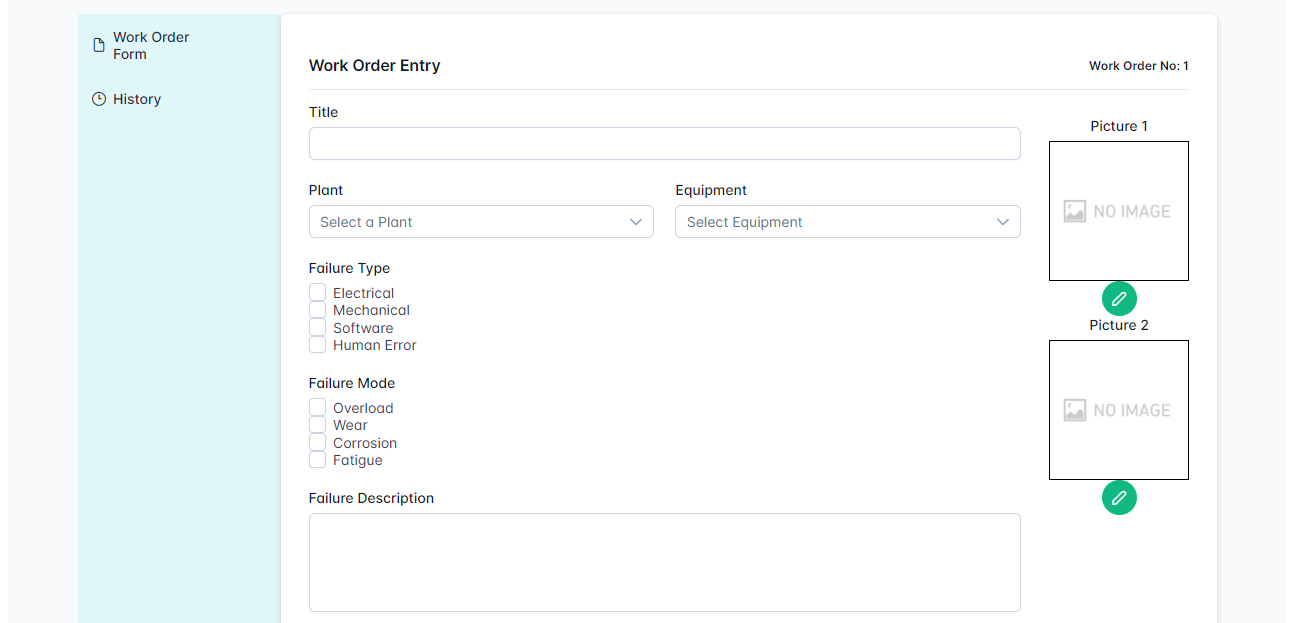 Work Order
Form
History
Work Order Entry
Work Order No: 1
Title
Plant
Equipment
Select a Plant
Select Equipment
Failure Type
Electrical
Mechanical
Software
Human Error
Failure Mode
Overload
Wear
Corrosion
Fatigue
Failure Description
Picture 1
NO IMAGE
Picture 2
NO IMAGE